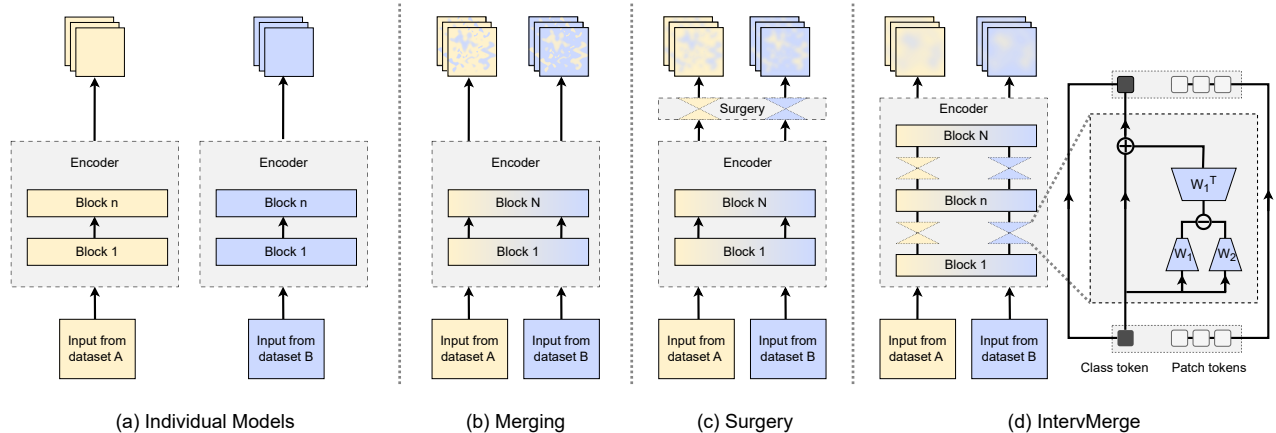 Encoder
Block n
Block 1
Input from
dataset A
Encoder
Block n
Block 1
Input from
dataset B
(a) Individual Models
Encoder
Block N
Block 1
Input from
dataset A
Input from
dataset B
(b) Merging
Surgery
Encoder
Block N
Block 1
Input from
dataset A
Input from
dataset B
(c) Surgery
Encoder
Block N
Block n
Block 1
Input from
dataset A
Input from
dataset B
W₁ᵀ
W₁
W₂
Class token
Patch tokens
(d) IntervMerge